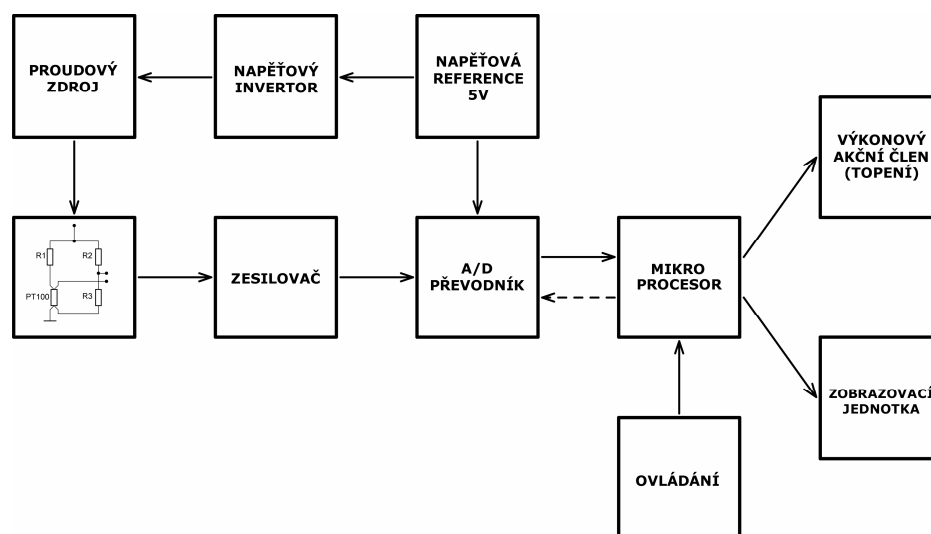 PROUDOVÝ
ZDROJ
NAPĚŤOVÝ
INVERTOR
NAPĚŤOVÁ
REFERENCE
5V
VÝKONOVÝ
AKČNÍ ČLEN
(TOPENÍ)
R1
R2
PT100
R3
ZESILOVAČ
A/D
PŘEVODNÍK
MIKRO
PROCESOR
ZOBRAZOVACÍ
JEDNOTKA
OVLÁDÁNÍ